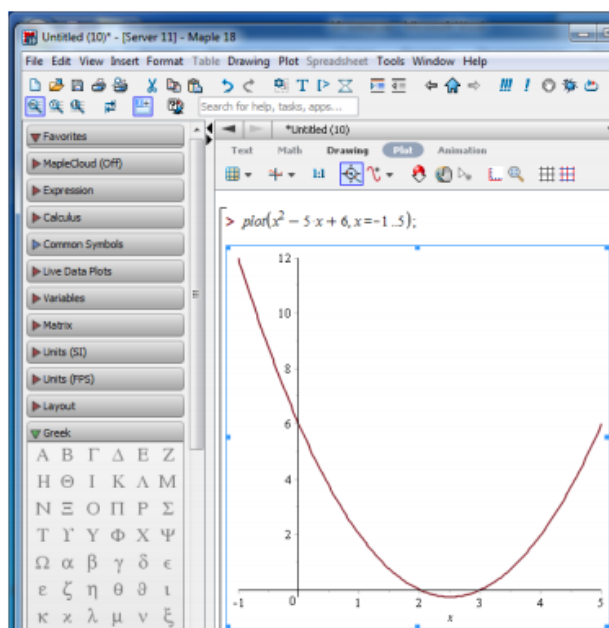 Untitled (10)* - [Server 11] - Maple 18
File Edit View Insert Format Table Drawing Plot Spreadsheet Tools Window Help
Search for help, tasks, apps...
Favorites
MapleCloud (Off)
Expression
Calculus
Common Symbols
Live Data Plots
Variables
Matrix
Units (SI)
Units (FPS)
Layout
Greek
Α Β Γ Δ Ε Ζ
Η Θ Ι Κ Λ Μ
Ν Ξ Ο Π Ρ Σ
Τ ϒ Υ Φ Χ Ψ
Ω α β γ δ ϵ
ε ζ η θ ϑ ι
κ ϰ λ μ ν ξ
*Untitled (10)
Text Math Drawing Plot Animation
1:1
> plot(x² − 5·x + 6, x = −1..5);
12
10
8
6
4
2
-1 0 1 2 3 4 5
x